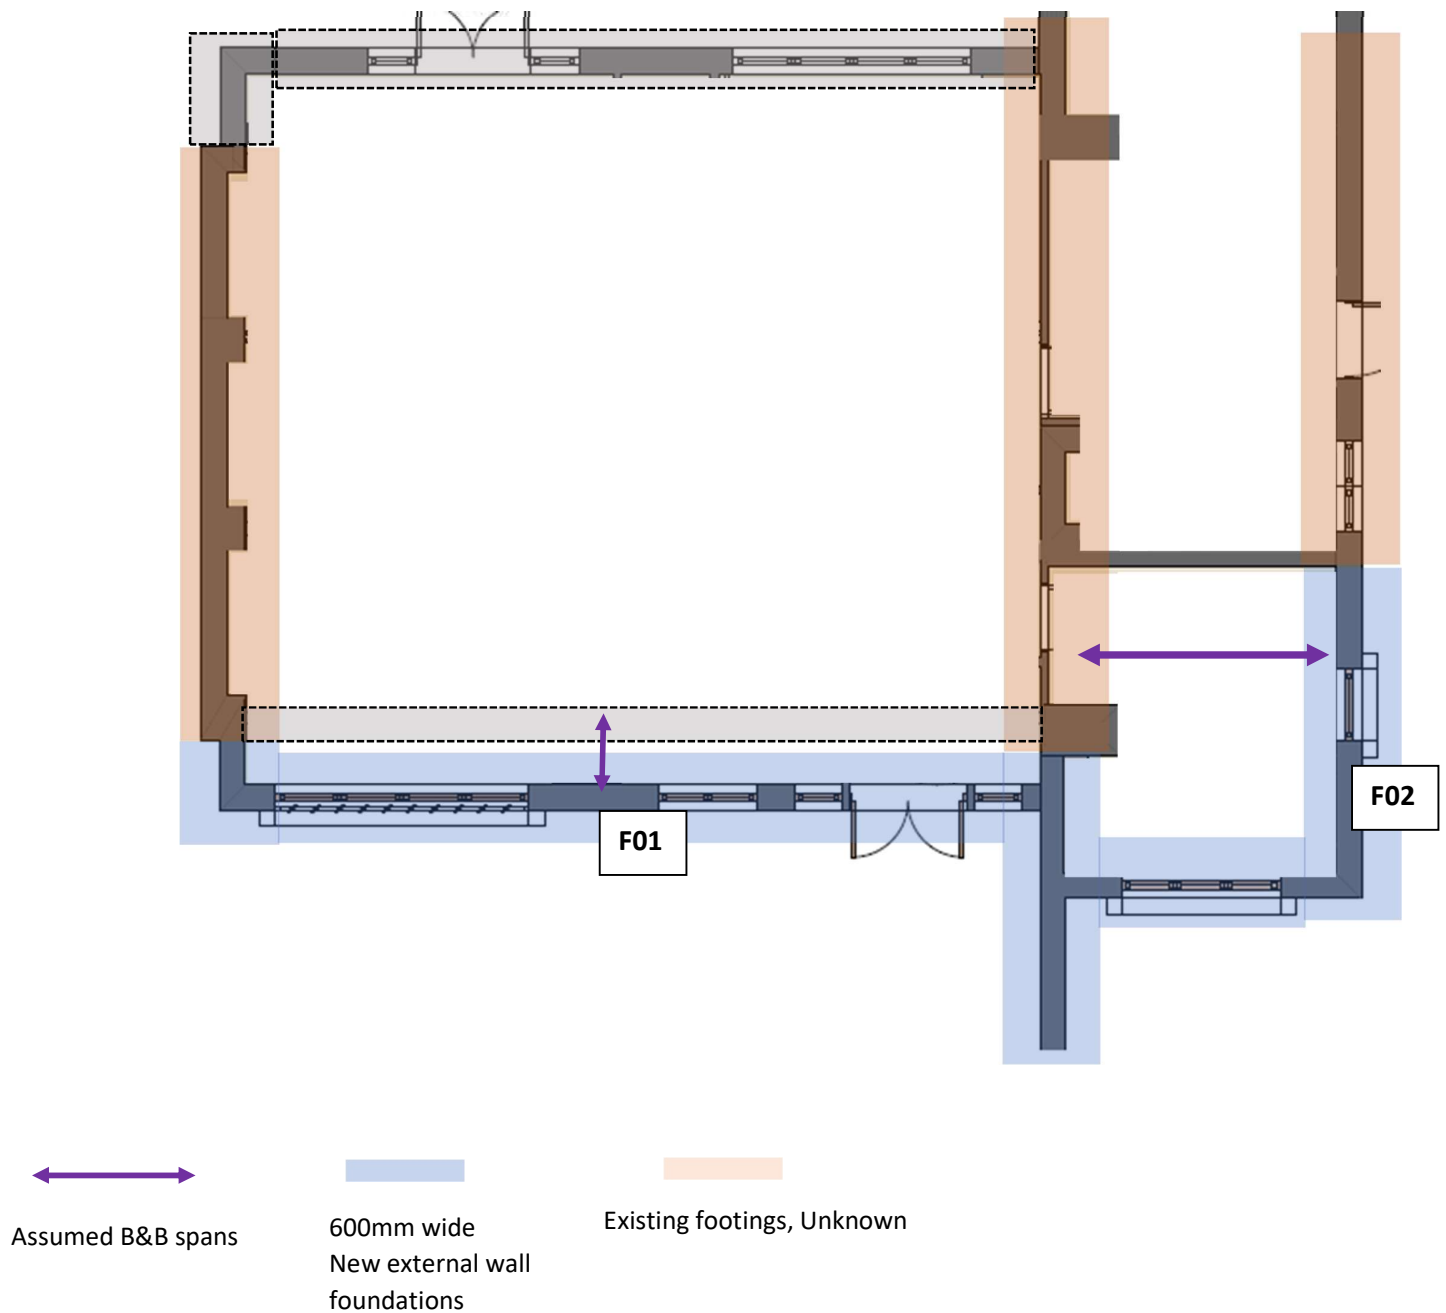 F02
F01
Assumed B&B spans
600mm wide
New external wall
foundations
Existing footings, Unknown